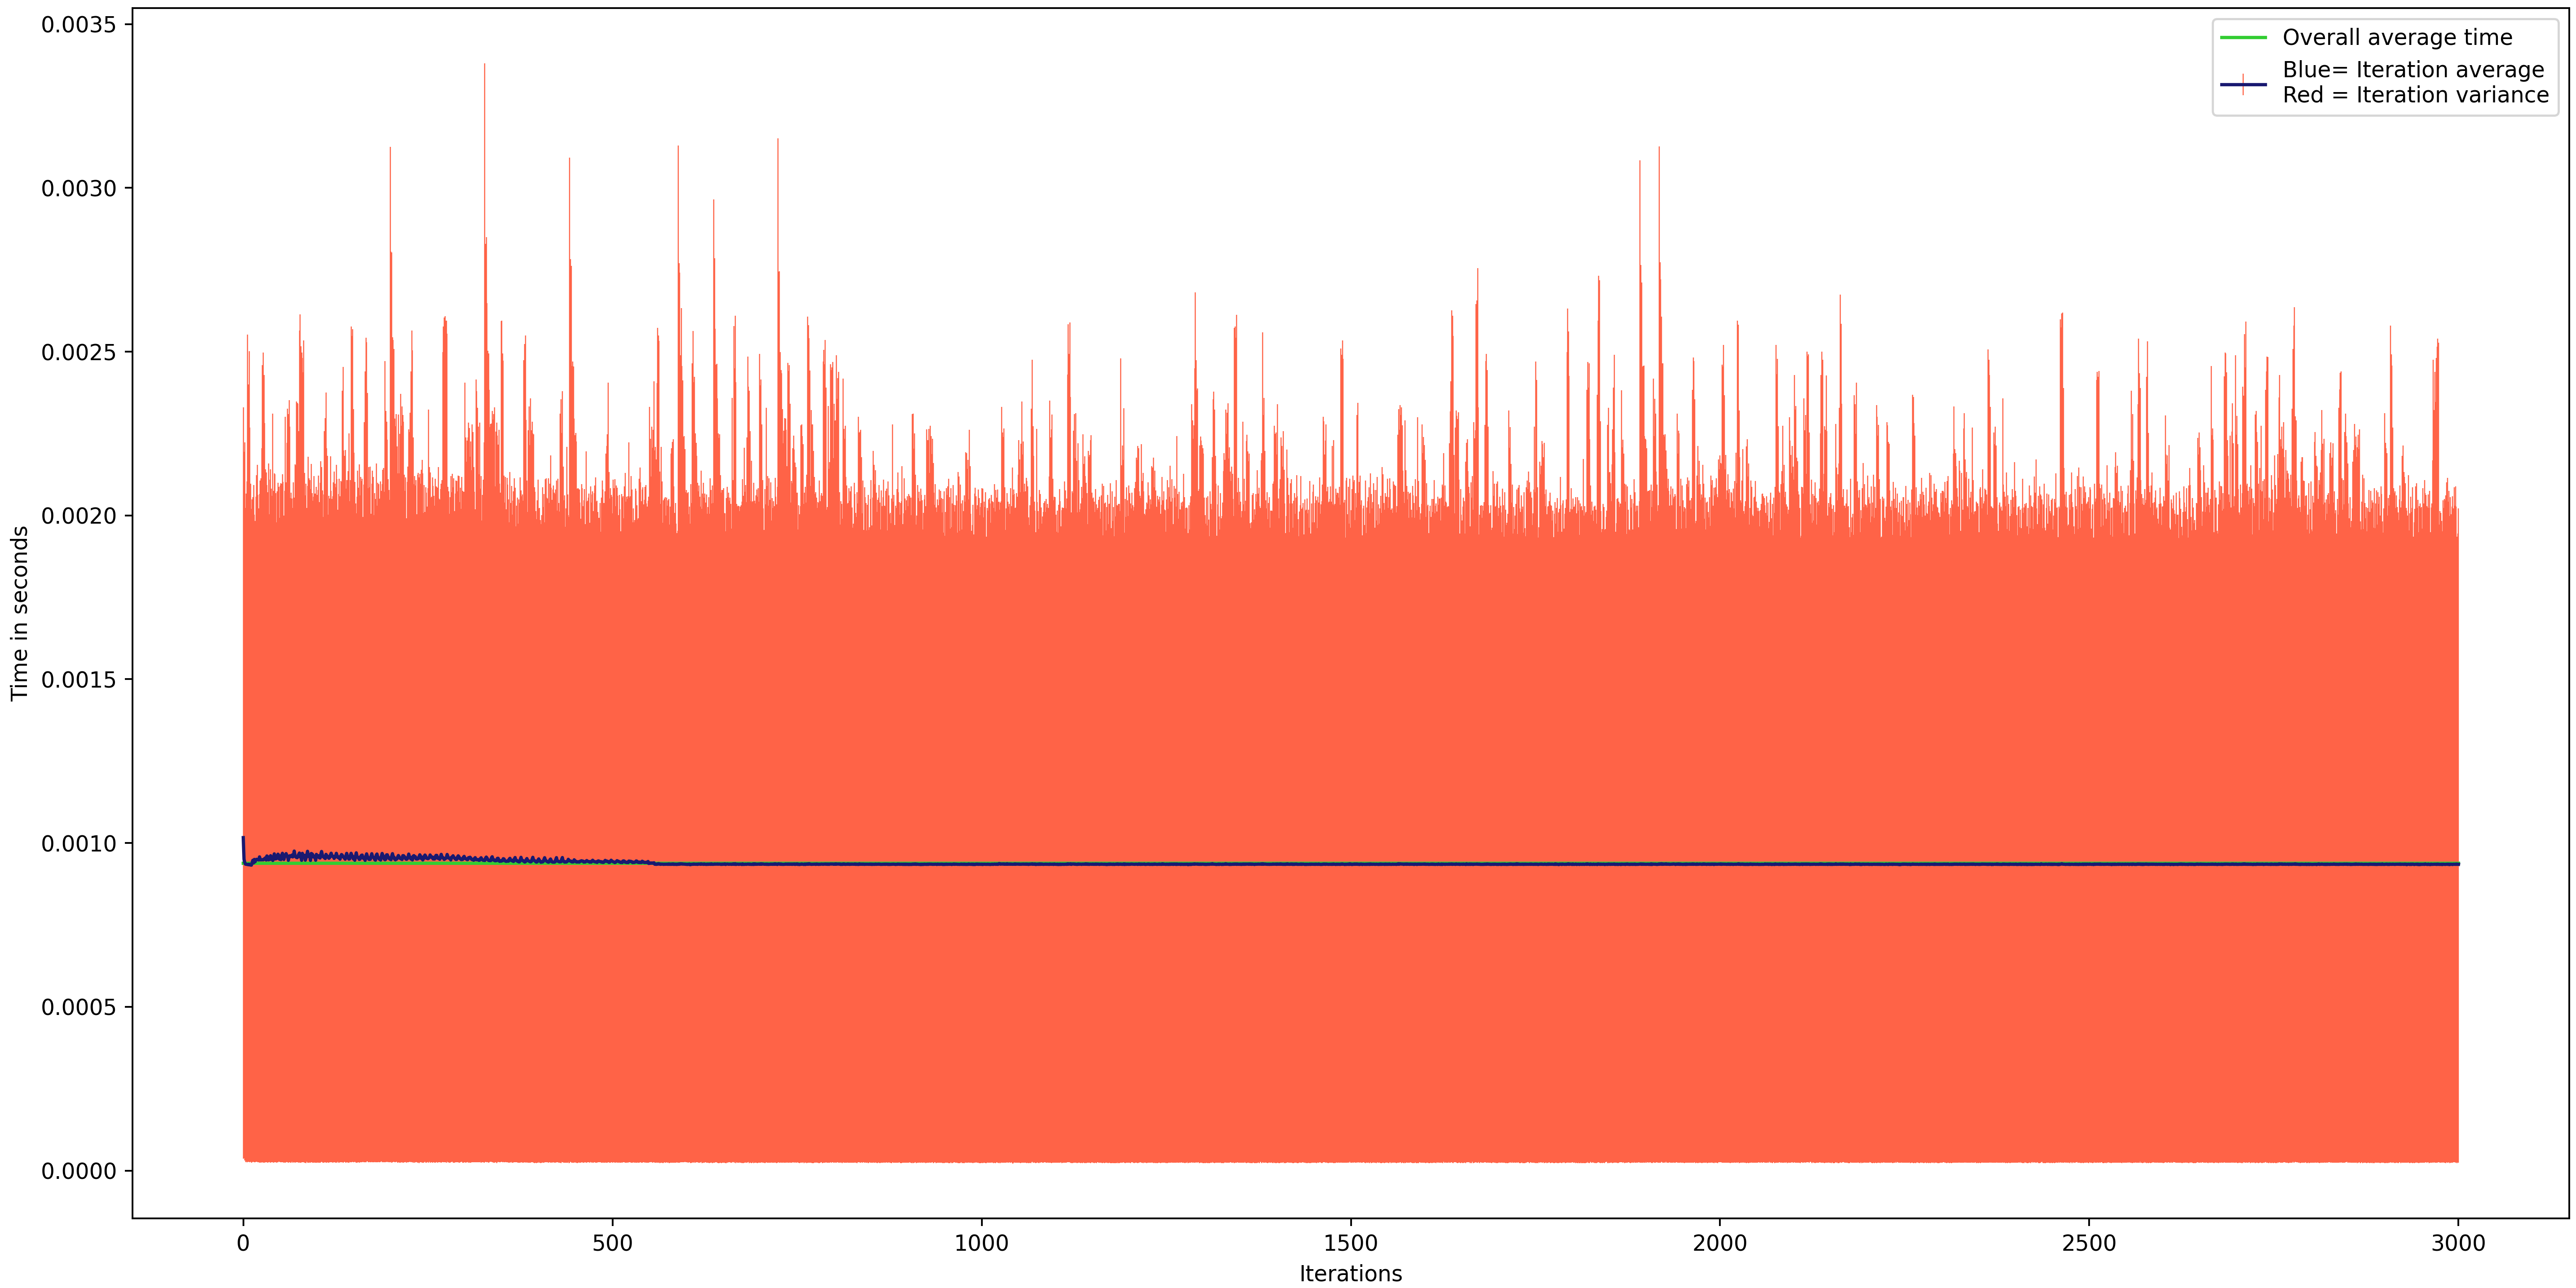 0.0035
0.0030
0.0025
0.0020
0.0015
0.0010
0.0005
0.0000
Time in seconds
0 500 1000 1500 2000 2500 3000
Iterations
Overall average time
Blue= Iteration average
Red = Iteration variance